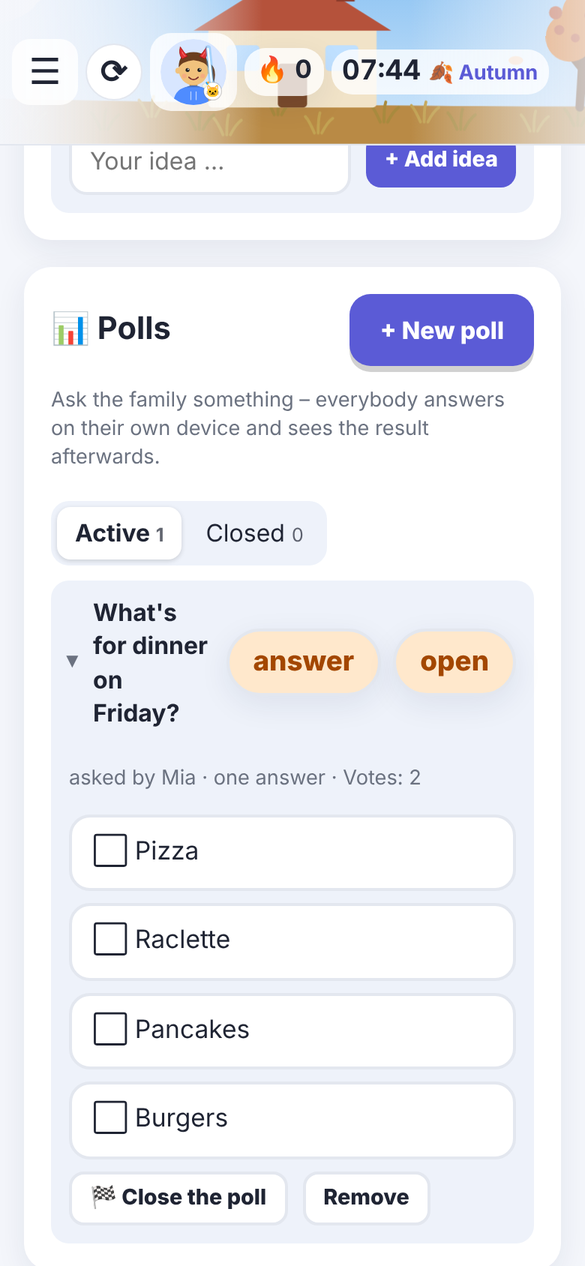 ☰ ⟳ 🔥 0 07:44 🍂 Autumn
Your idea ... + Add idea
📊 Polls + New poll
Ask the family something – everybody answers
on their own device and sees the result
afterwards.
Active 1 Closed 0
▼ What's
for dinner
on
Friday?
answer open
asked by Mia · one answer · Votes: 2
Pizza
Raclette
Pancakes
Burgers
🏁 Close the poll Remove